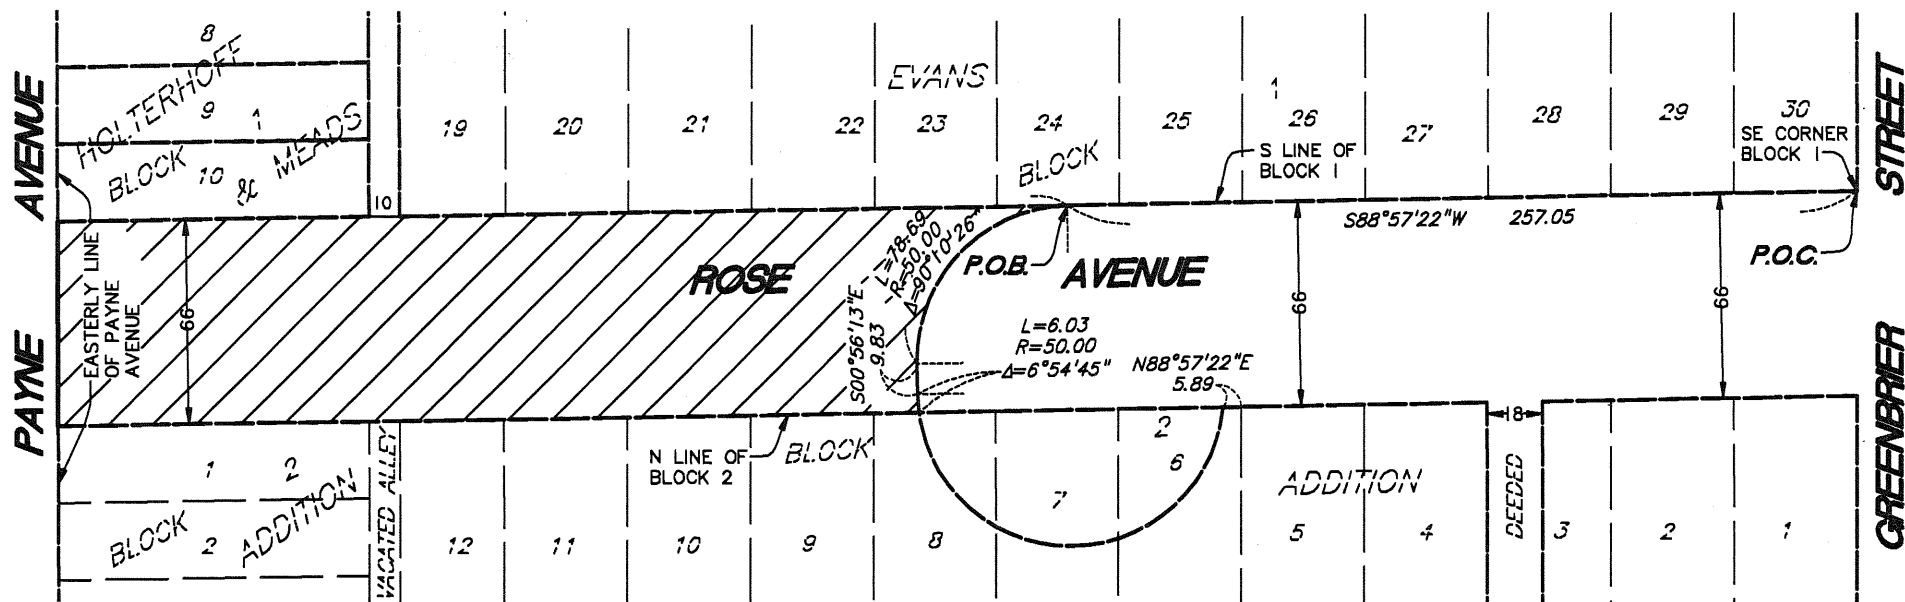 PAYNE AVENUE
8
HOLTERHOFF
9
1
& MEADS
BLOCK
10
10
19
20
21
22
23
24
25
26
27
28
29
30
EVANS
1
BLOCK
S LINE OF
BLOCK 1
SE CORNER
BLOCK 1
GREENBRIER STREET
S88°57'22"W 257.05
P.O.C.
P.O.B.
ROSE AVENUE
L=78.69
R=50.00
Δ=90°10'26"
S00°56'13"E
9.83
L=6.03
R=50.00
Δ=6°54'45"
N88°57'22"E
5.89
66
66
66
EASTERLY LINE
OF PAYNE
AVENUE
N LINE OF
BLOCK 2
BLOCK
2
ADDITION
18
DEEDED
VACATED ALLEY
1
2
BLOCK
2
ADDITION
12
11
10
9
8
7
6
5
4
3
2
1